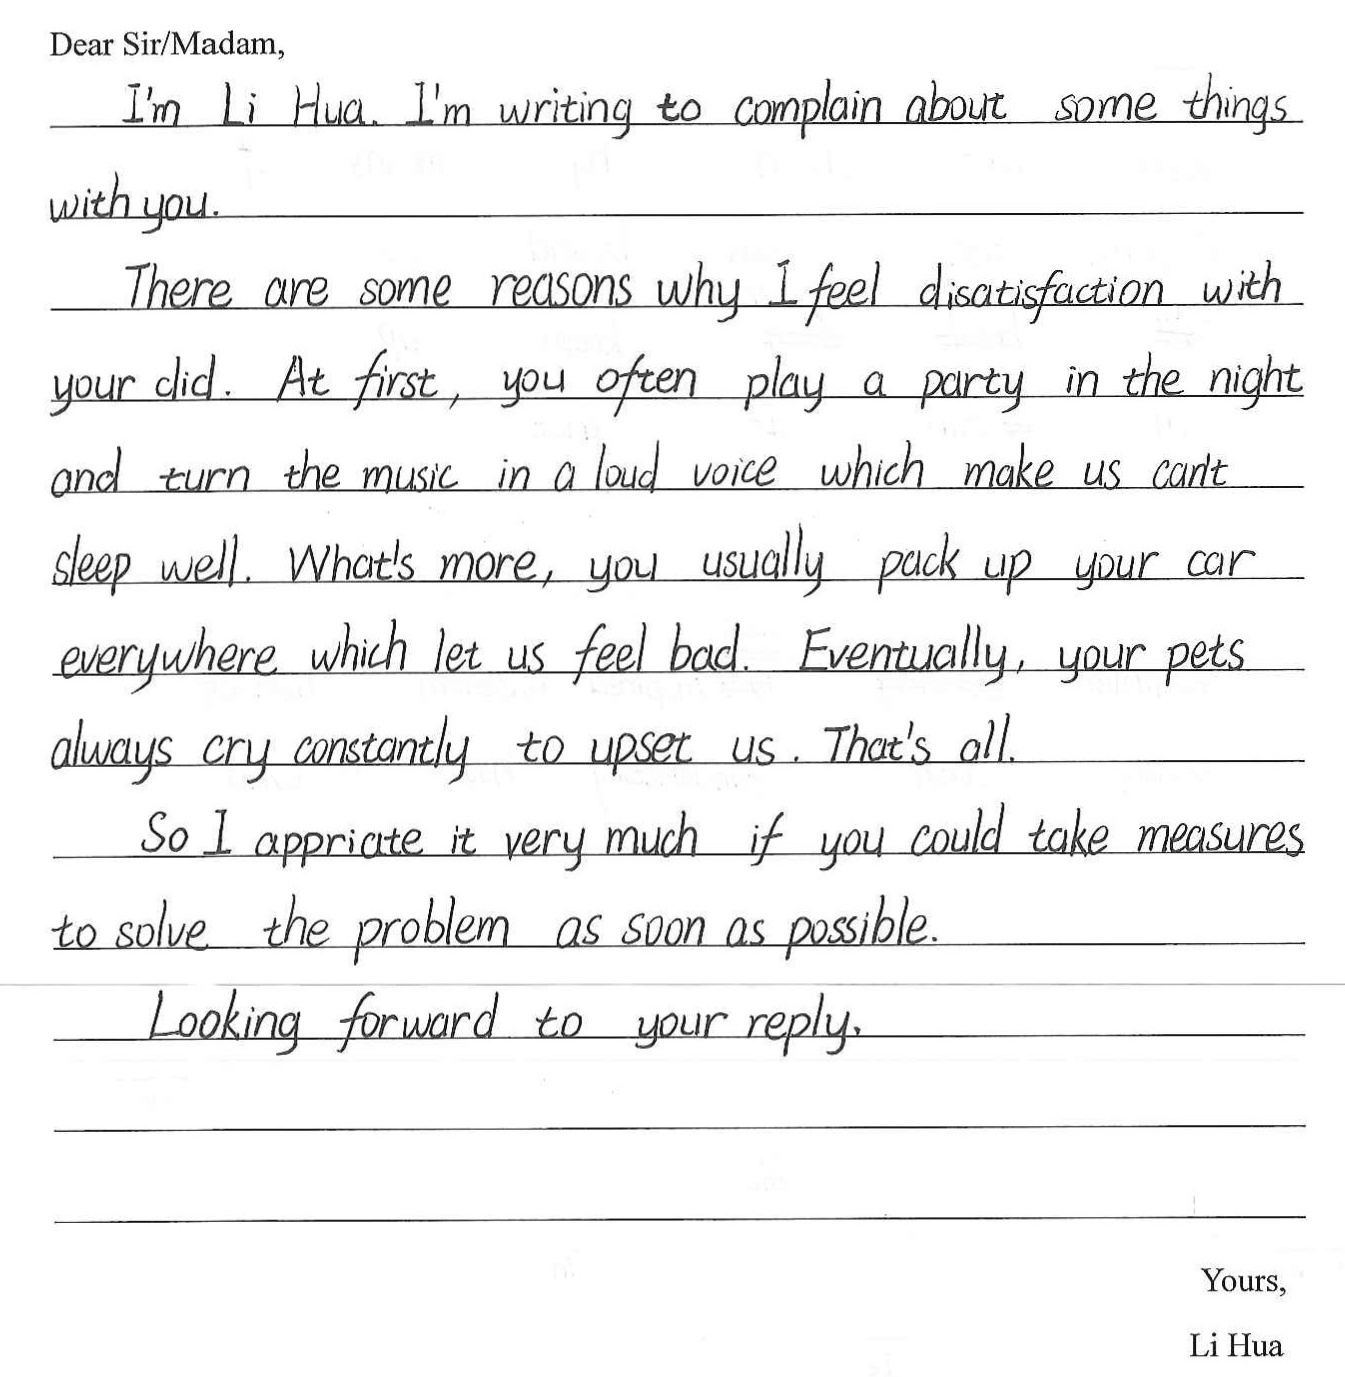 Dear Sir/Madam,
I'm Li Hua. I'm writing to complain about some things
with you.
There are some reasons why I feel disatisfaction with
your did. At first, you often play a party in the night
and turn the music in a loud voice which make us can't
sleep well. What's more, you usually pack up your car
everywhere which let us feel bad. Eventually, your pets
always cry constantly to upset us. That's all.
So I appriate it very much if you could take measures
to solve the problem as soon as possible.
Looking forward to your reply.
Yours,
Li Hua